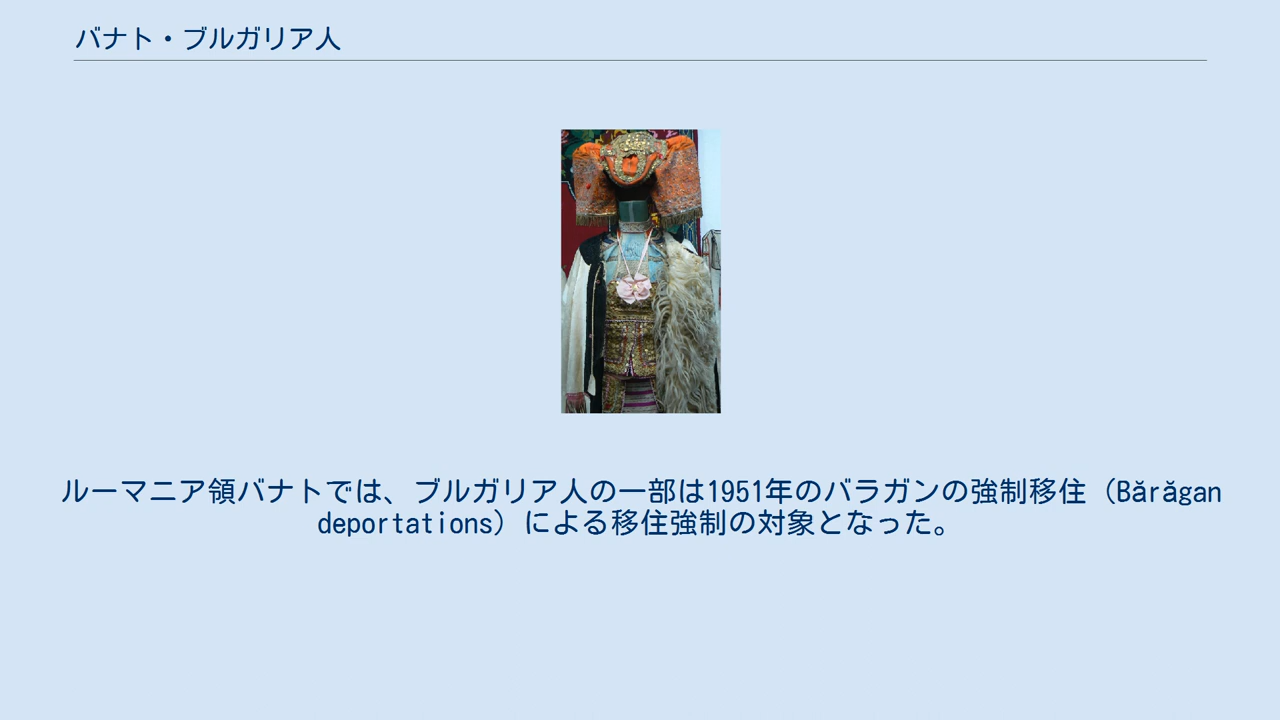 バナト・ブルガリア人
ルーマニア領バナトでは、ブルガリア人の一部は1951年のバラガンの強制移住（Bărăgan
deportations）による移住強制の対象となった。